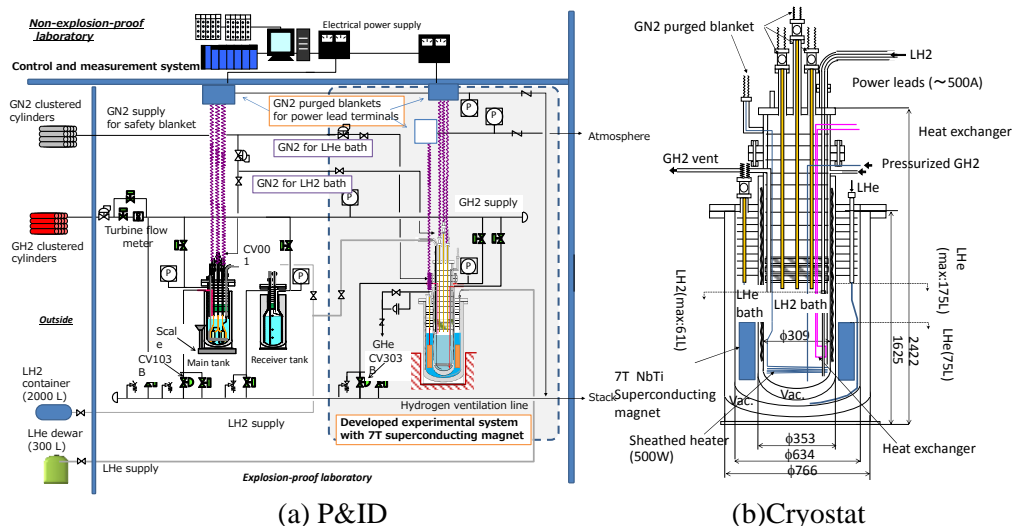 Non-explosion-proof
laboratory
Electrical power supply
Control and measurement system
GN2 clustered
cylinders
GN2 supply
for safety blanket
GN2 purged blankets
for power lead terminals
P
P
P
Atmosphere
GN2 for LHe bath
GN2 for LH2 bath
P
GH2 supply
GH2 clustered
cylinders
Turbine flow
meter
CV00
1
P
P
P
Outside
Scal
e
Main tank
Receiver tank
GHe
CV103
B
CV303
B
LH2
container
(2000 L)
Stack
Hydrogen ventilation line
LH2 supply
Developed experimental system
with 7T superconducting magnet
LHe dewar
(300 L)
LHe supply
Explosion-proof laboratory
(a) P&ID
GN2 purged blanket
LH2
Power leads (～500A)
Heat exchanger
GH2 vent
Pressurized GH2
LHe
LHe
(max:175L)
LH2(max:61L)
LHe
bath
LH2 bath
ϕ309
LHe(75L)
2422
1625
7T NbTi
Superconducting
magnet
Vac.
Vac.
Sheathed heater
(500W)
Heat exchanger
ϕ353
ϕ634
ϕ766
(b)Cryostat